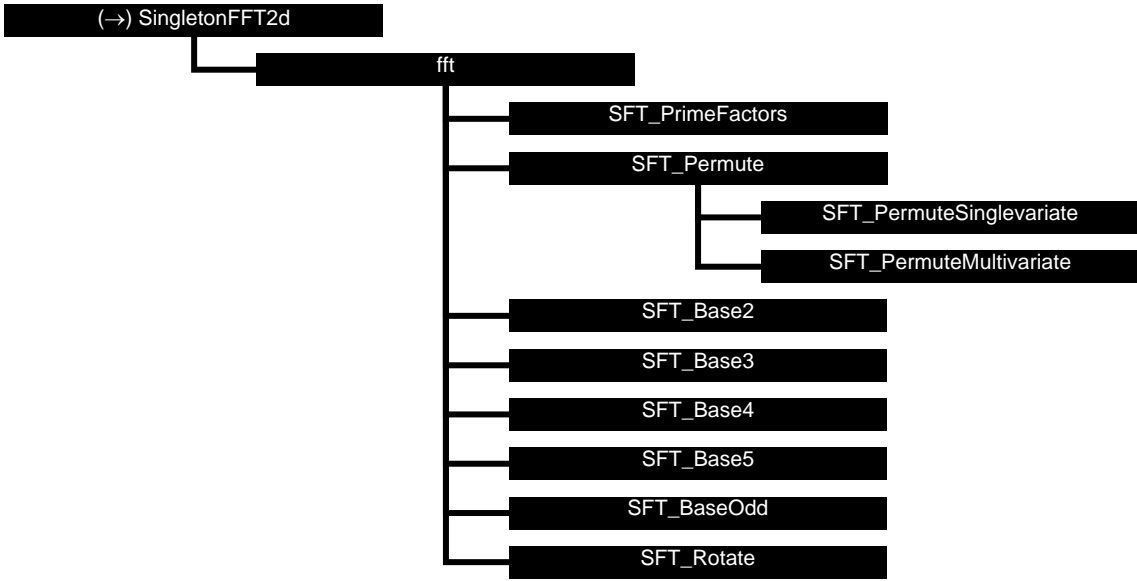 (→) SingletonFFT2d
fft
SFT_PrimeFactors
SFT_Permute
SFT_PermuteSinglevariate
SFT_PermuteMultivariate
SFT_Base2
SFT_Base3
SFT_Base4
SFT_Base5
SFT_BaseOdd
SFT_Rotate